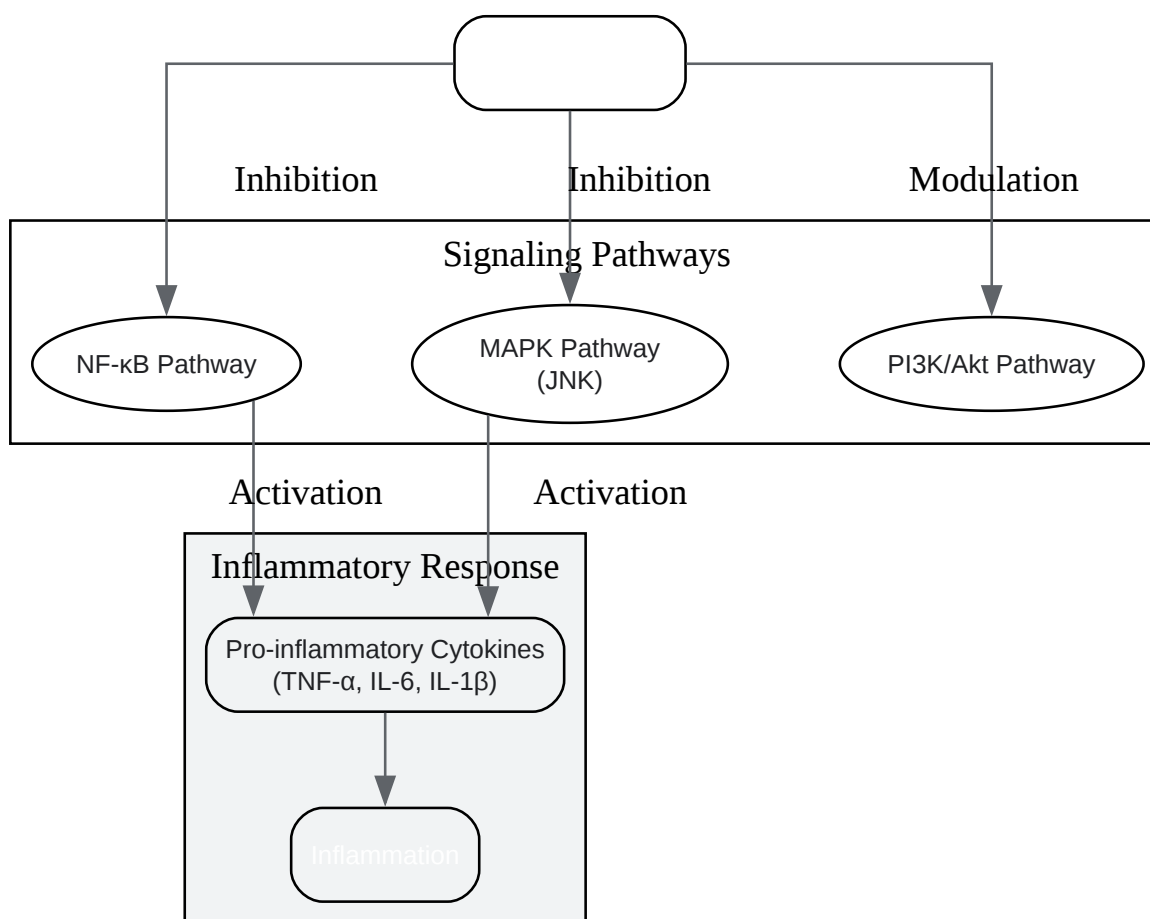 Inhibition
Inhibition
Modulation
Signaling Pathways
NF-κB Pathway
MAPK Pathway
(JNK)
PI3K/Akt Pathway
Activation
Activation
Inflammatory Response
Pro-inflammatory Cytokines
(TNF-α, IL-6, IL-1β)
Inflammation